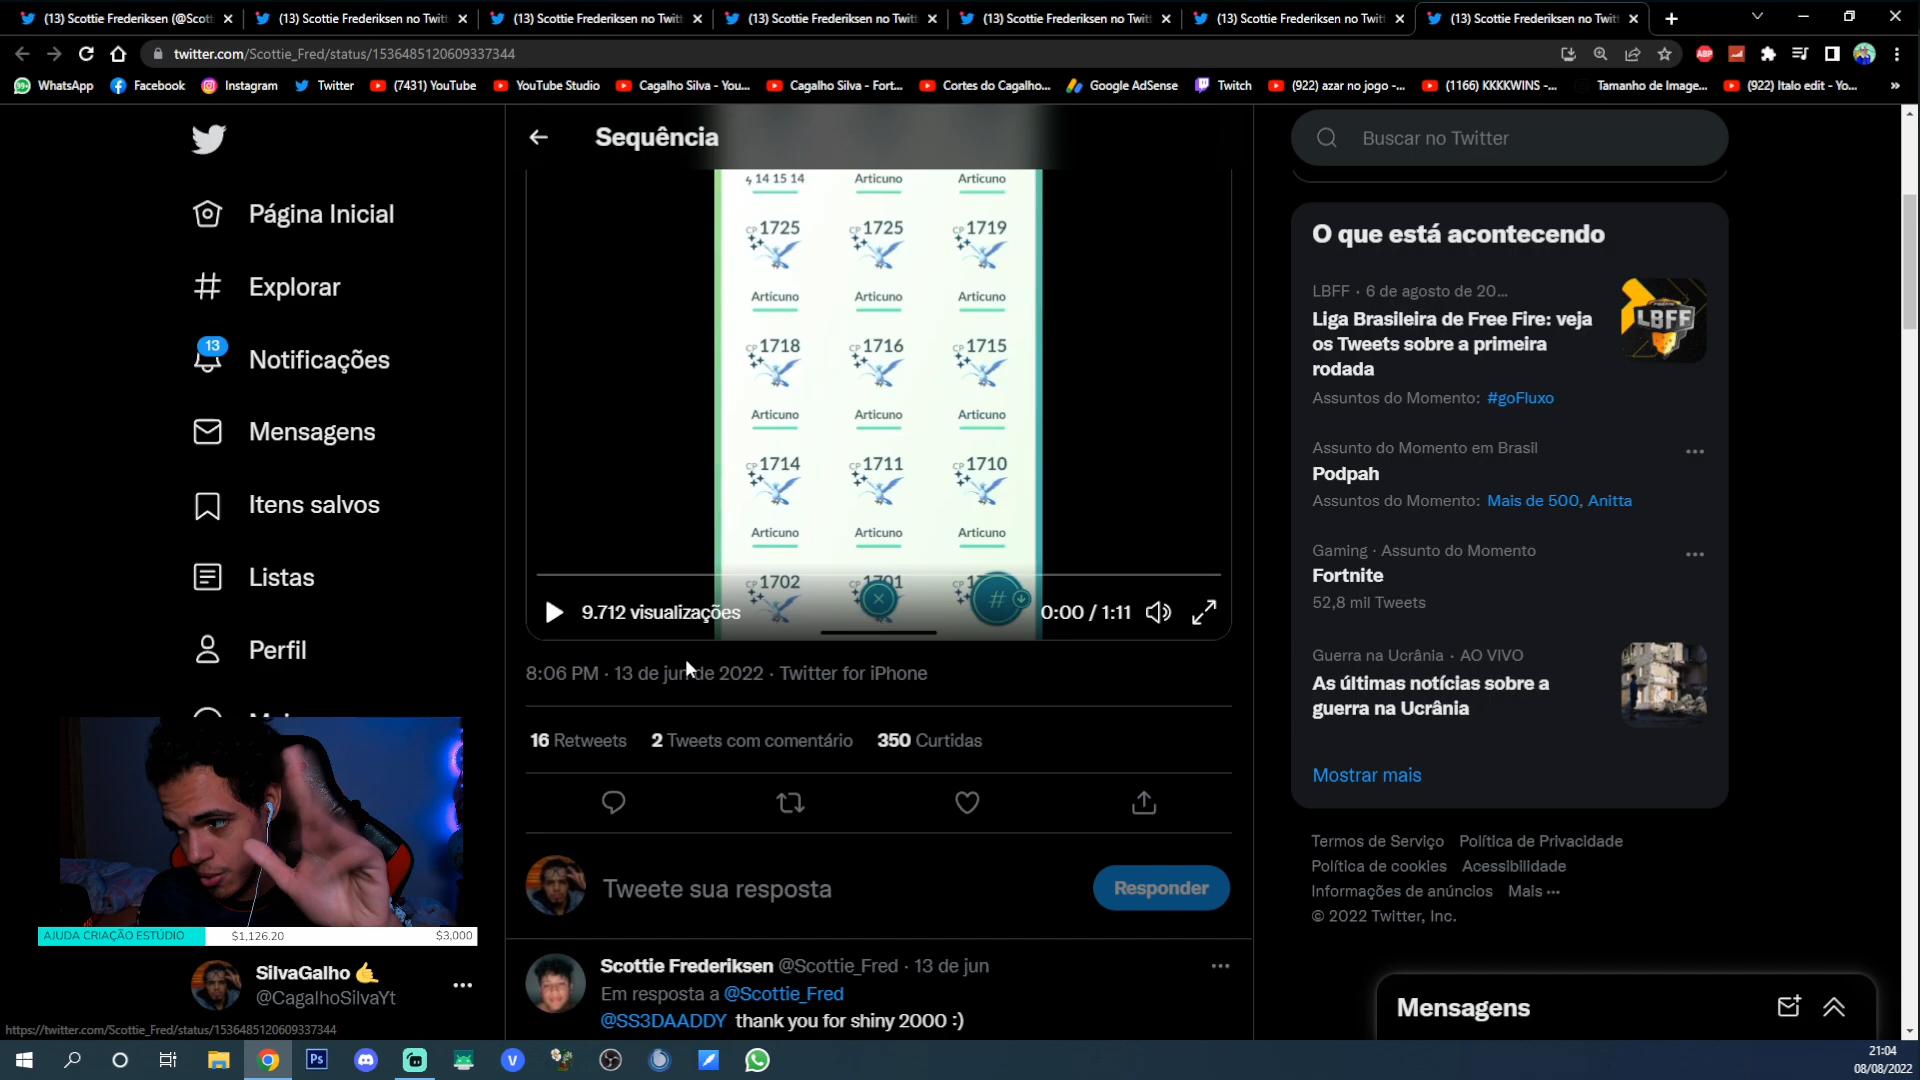 (13) Scottie Frederiksen (@Scott
(13) Scottie Frederiksen no Twitt
(13) Scottie Frederiksen no Twitt
(13) Scottie Frederiksen no Twitt
(13) Scottie Frederiksen no Twitt
(13) Scottie Frederiksen no Twitt
(13) Scottie Frederiksen no Twitt
twitter.com/Scottie_Fred/status/1536485120609337344
WhatsApp
Facebook
Instagram
Twitter
(7431) YouTube
YouTube Studio
Cagalho Silva - You...
Cagalho Silva - Fort...
Cortes do Cagalho...
Google AdSense
Twitch
(922) azar no jogo -...
(1166) KKKKWINS -...
Tamanho de Image...
(922) Italo edit - Yo...
Página Inicial
Explorar
13
Notificações
Mensagens
Itens salvos
Listas
Perfil
AJUDA CRIAÇÃO ESTÚDIO $1,126.20 $3,000
SilvaGalho
@CagalhoSilvaYt
https://twitter.com/Scottie_Fred/status/1536485120609337344
Sequência
14 15 14 Articuno Articuno
CP1725 CP1725 CP1719
Articuno Articuno Articuno
CP1718 CP1716 CP1715
Articuno Articuno Articuno
CP1714 CP1711 CP1710
Articuno Articuno Articuno
CP1702 CP1701
9.712 visualizações 0:00 / 1:11
8:06 PM · 13 de jun de 2022 · Twitter for iPhone
16 Retweets 2 Tweets com comentário 350 Curtidas
Tweete sua resposta Responder
Scottie Frederiksen @Scottie_Fred · 13 de jun
Em resposta a @Scottie_Fred
@SS3DAADDY thank you for shiny 2000 :)
Buscar no Twitter
O que está acontecendo
LBFF · 6 de agosto de 20...
Liga Brasileira de Free Fire: veja
os Tweets sobre a primeira
rodada
Assuntos do Momento: #goFluxo
LBFF
Assunto do Momento em Brasil
Podpah
Assuntos do Momento: Mais de 500, Anitta
Gaming · Assunto do Momento
Fortnite
52,8 mil Tweets
Guerra na Ucrânia · AO VIVO
As últimas notícias sobre a
guerra na Ucrânia
Mostrar mais
Termos de Serviço Política de Privacidade
Política de cookies Acessibilidade
Informações de anúncios Mais ···
© 2022 Twitter, Inc.
Mensagens
21:04
08/08/2022